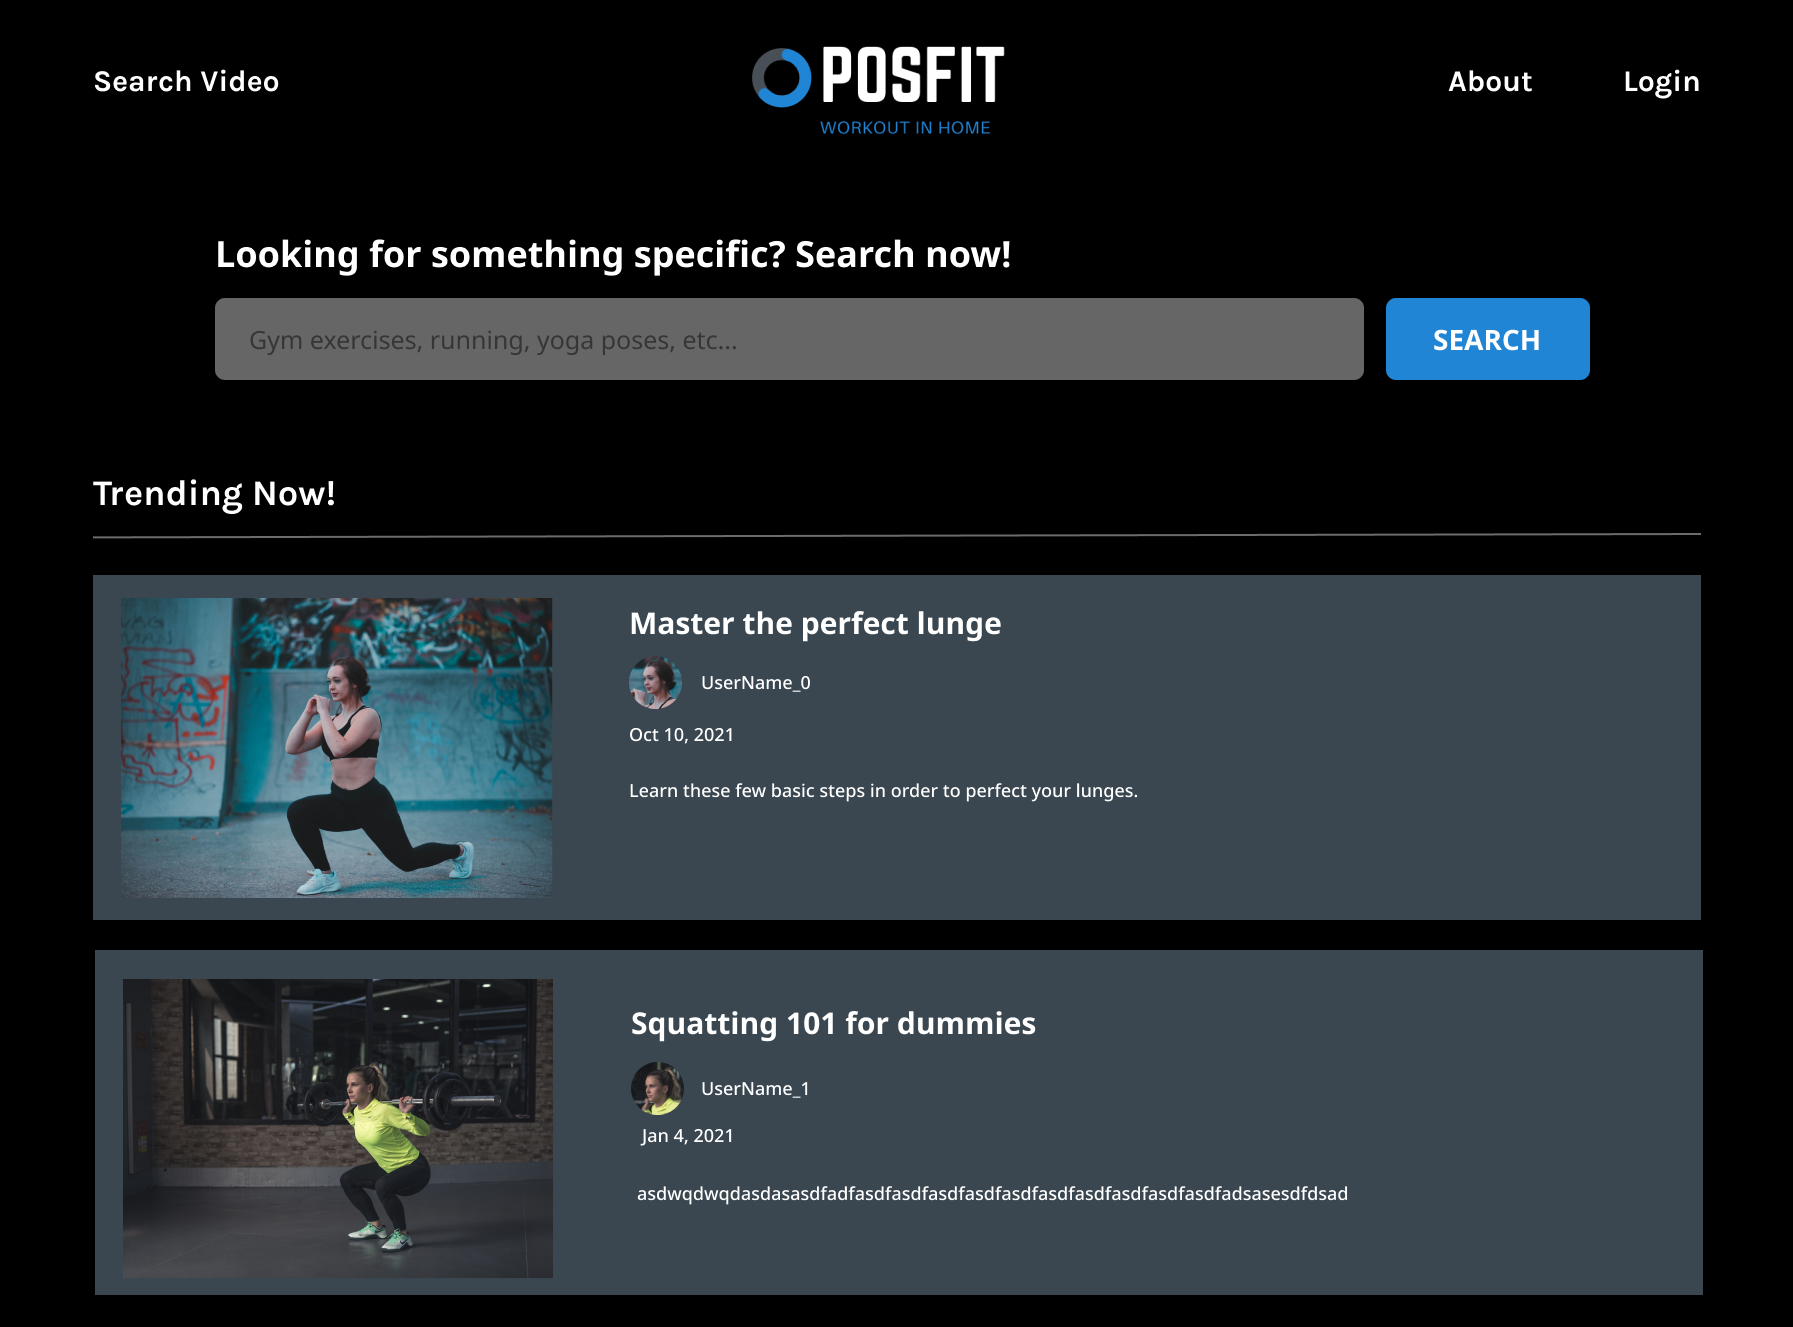 Search Video
POSFIT
WORKOUT IN HOME
About
Login
Looking for something specific? Search now!
Gym exercises, running, yoga poses, etc...
SEARCH
Trending Now!
Master the perfect lunge
UserName_0
Oct 10, 2021
Learn these few basic steps in order to perfect your lunges.
Squatting 101 for dummies
UserName_1
Jan 4, 2021
asdwqdwqdasdasasdfadfasdfasdfasdfasdfasdfasdfasdfasdfasdfasdfadsasesdfdsad